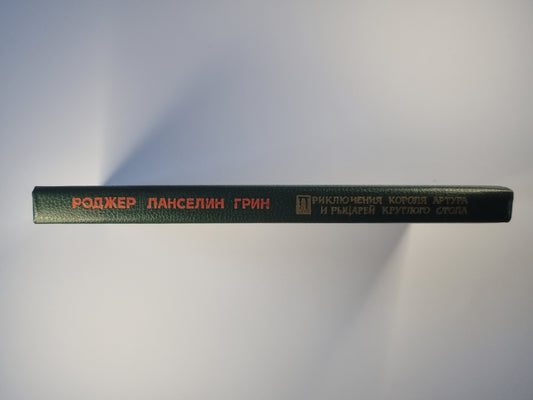 РОДЖЕР ЛАНСЕЛИН ГРИН
ПРИКЛЮЧЕНИЯ КОРОЛЯ АРТУРА
И РЫЦАРЕЙ КРУГЛОГО СТОЛА